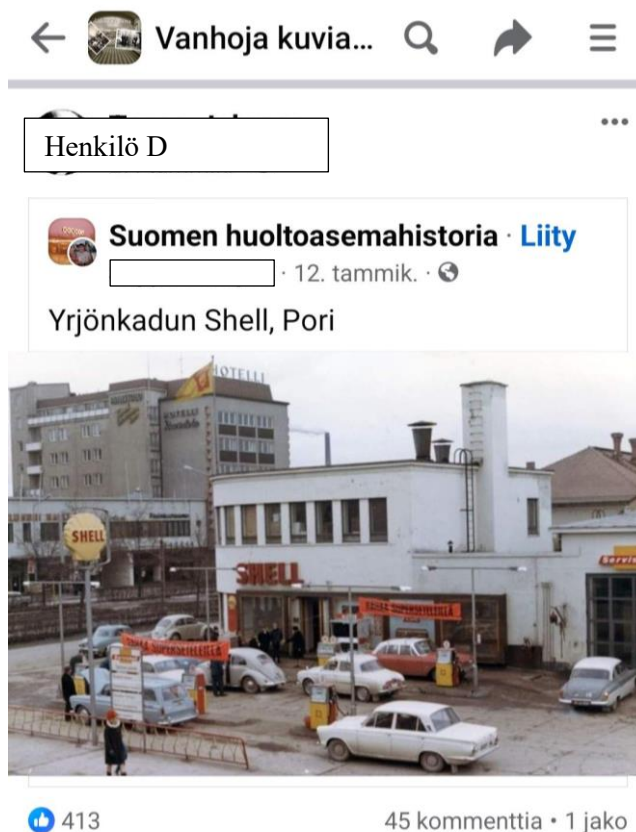 Vanhoja kuvia...
Henkilö D
Suomen huoltoasemahistoria · Liity
· 12. tammik. ·
Yrjönkadun Shell, Pori
HOTELLI
SHELL
SHELL
Servi
413
45 kommenttia • 1 jako